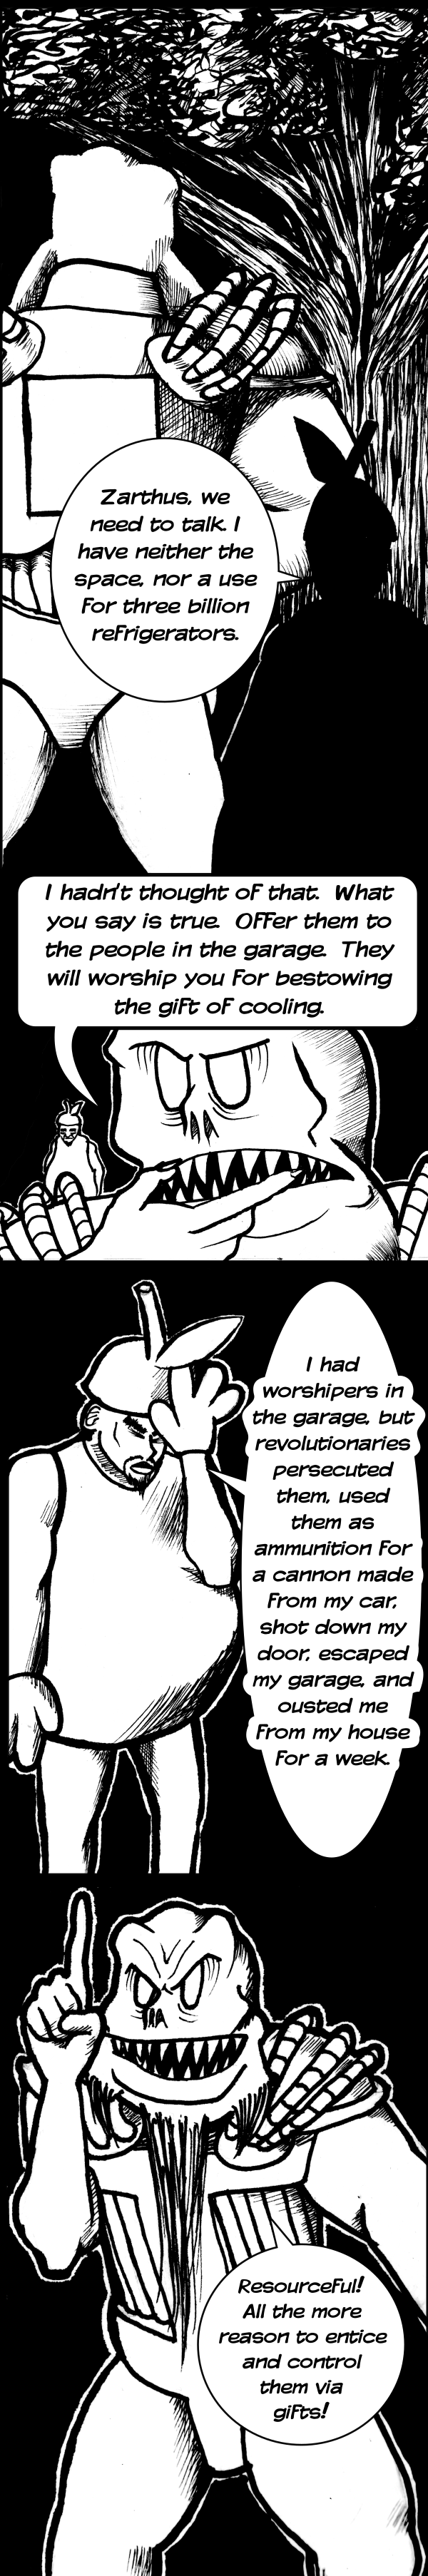 Zarthus, we
need to talk. I
have neither the
space, nor a use
for three billion
refrigerators.
I hadn't thought of that. What
you say is true. Offer them to
the people in the garage. They
will worship you for bestowing
the gift of cooling.
I had
worshipers in
the garage, but
revolutionaries
persecuted
them, used
them as
ammunition for
a cannon made
from my car,
shot down my
door, escaped
my garage, and
ousted me
from my house
for a week.
Resourceful!
All the more
reason to entice
and control
them via
gifts!